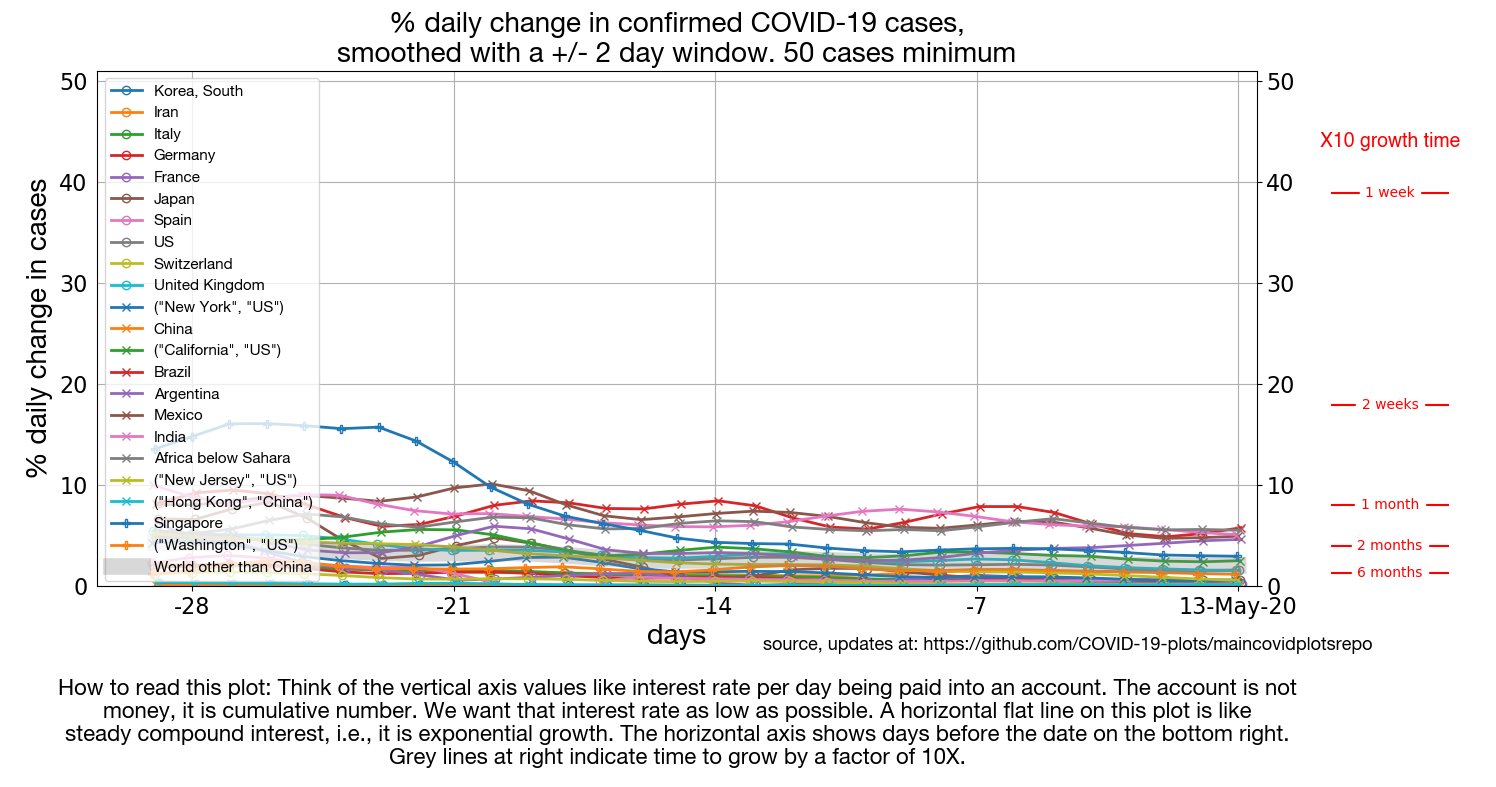 % daily change in confirmed COVID-19 cases,
smoothed with a +/- 2 day window. 50 cases minimum
% daily change in cases
50
40
30
20
10
0
Korea, South
Iran
Italy
Germany
France
Japan
Spain
US
Switzerland
United Kingdom
("New York", "US")
China
("California", "US")
Brazil
Argentina
Mexico
India
Africa below Sahara
("New Jersey", "US")
("Hong Kong", "China")
Singapore
("Washington", "US")
World other than China
50
40
30
20
10
0
X10 growth time
1 week
2 weeks
1 month
2 months
6 months
-28
-21
-14
-7
13-May-20
days
source, updates at: https://github.com/COVID-19-plots/maincovidplotsrepo
How to read this plot: Think of the vertical axis values like interest rate per day being paid into an account. The account is not
money, it is cumulative number. We want that interest rate as low as possible. A horizontal flat line on this plot is like
steady compound interest, i.e., it is exponential growth. The horizontal axis shows days before the date on the bottom right.
Grey lines at right indicate time to grow by a factor of 10X.